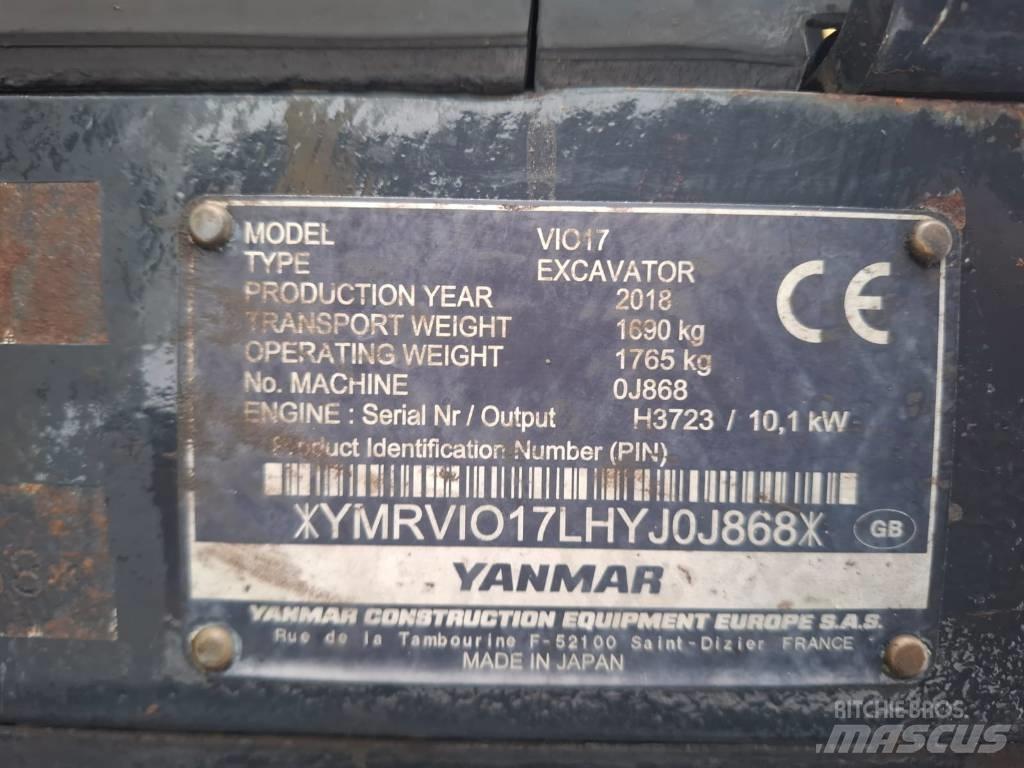 MODEL VIO17
TYPE EXCAVATOR
PRODUCTION YEAR 2018
TRANSPORT WEIGHT 1690 kg
OPERATING WEIGHT 1765 kg
No. MACHINE 0J868
ENGINE : Serial Nr / Output H3723 / 10,1 kW
Product Identification Number (PIN)
CE
YMRVIO17LHYJ0J868
GB
YANMAR
YANMAR CONSTRUCTION EQUIPMENT EUROPE S.A.S.
Rue de la Tambourine F-52100 Saint-Dizier FRANCE
MADE IN JAPAN
RITCHIE BROS.
MASCUS